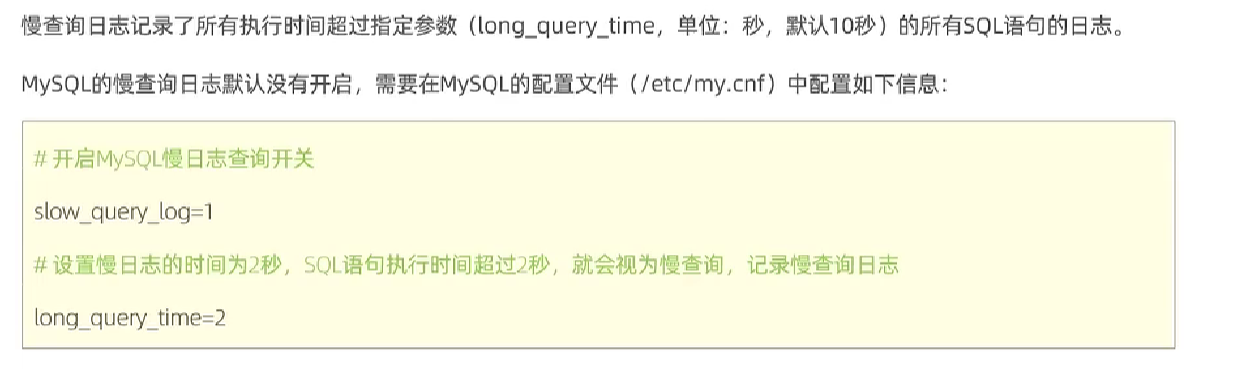 慢查询日志记录了所有执行时间超过指定参数（long_query_time，单位：秒，默认10秒）的所有SQL语句的日志。
MySQL的慢查询日志默认没有开启，需要在MySQL的配置文件（/etc/my.cnf）中配置如下信息：
# 开启MySQL慢日志查询开关
slow_query_log=1
# 设置慢日志的时间为2秒，SQL语句执行时间超过2秒，就会视为慢查询，记录慢查询日志
long_query_time=2